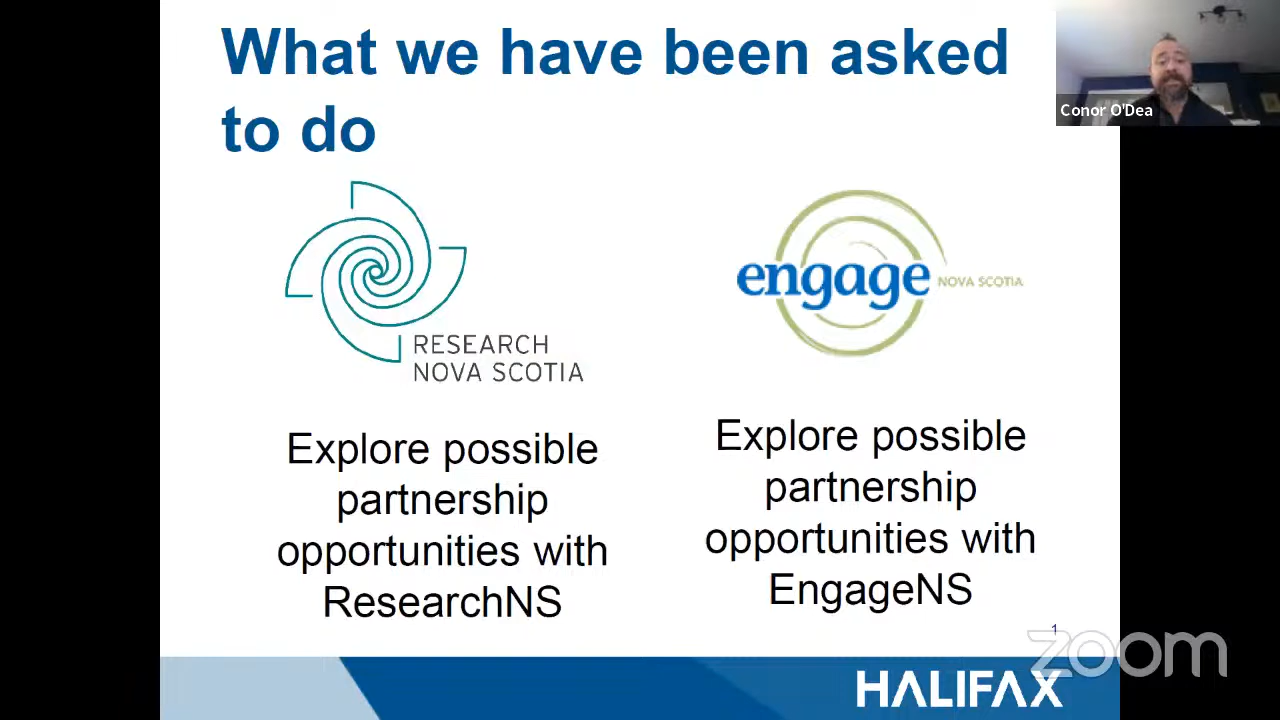 What we have been asked
to do
Conor O'Dea
RESEARCH
NOVA SCOTIA
engage NOVA SCOTIA
Explore possible
partnership
opportunities with
ResearchNS
Explore possible
partnership
opportunities with
EngageNS
1
zoom
HALIFAX